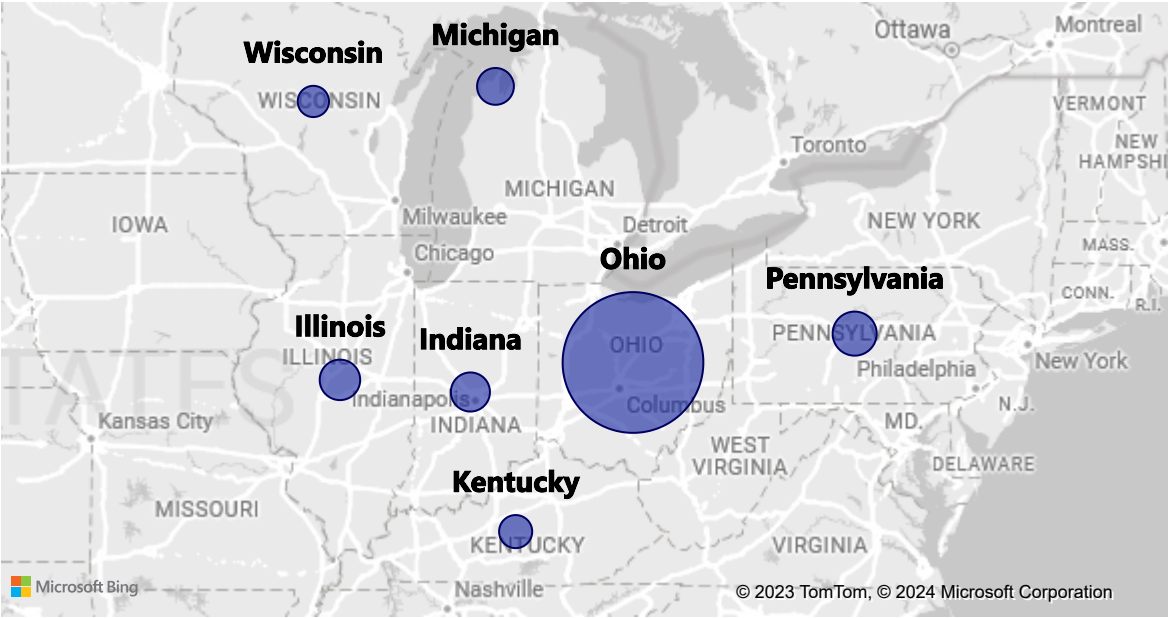 Ottawa
Montreal
Michigan
Wisconsin
WISCONSIN
VERMONT
NEW
HAMPSHI
Toronto
MICHIGAN
IOWA
Milwaukee
Detroit
NEW YORK
MASS.
Chicago
Ohio
Pennsylvania
CONN.
R.I.
Illinois
Indiana
ILLINOIS
OHIO
PENNSYLVANIA
New York
Philadelphia
TATES
Indianapolis
Columbus
N.J.
Kansas City
INDIANA
MD.
WEST
VIRGINIA
DELAWARE
Kentucky
MISSOURI
KENTUCKY
VIRGINIA
Nashville
Microsoft Bing
© 2023 TomTom, © 2024 Microsoft Corporation